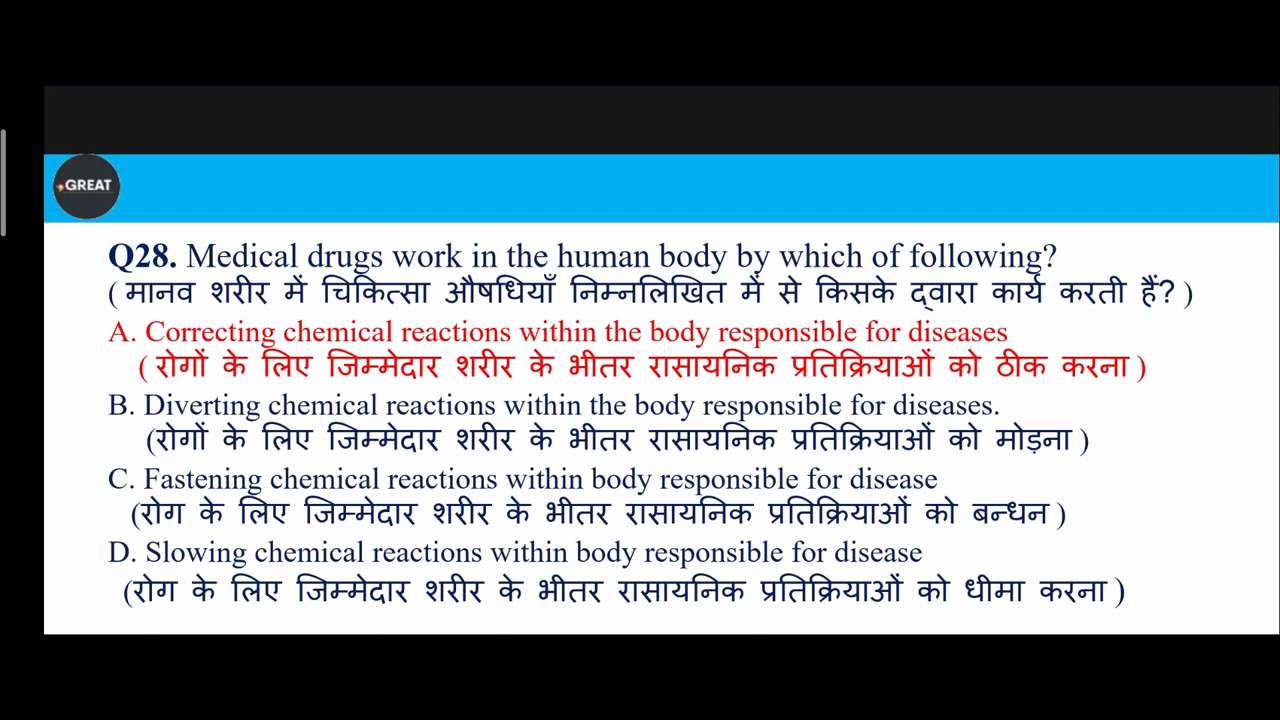 GREAT
Q28. Medical drugs work in the human body by which of following?
( मानव शरीर में चिकित्सा औषधियाँ निम्नलिखित में से किसके द्वारा कार्य करती हैं? )
A. Correcting chemical reactions within the body responsible for diseases
( रोगों के लिए जिम्मेदार शरीर के भीतर रासायनिक प्रतिक्रियाओं को ठीक करना )
B. Diverting chemical reactions within the body responsible for diseases.
(रोगों के लिए जिम्मेदार शरीर के भीतर रासायनिक प्रतिक्रियाओं को मोड़ना )
C. Fastening chemical reactions within body responsible for disease
(रोग के लिए जिम्मेदार शरीर के भीतर रासायनिक प्रतिक्रियाओं को बन्धन )
D. Slowing chemical reactions within body responsible for disease
(रोग के लिए जिम्मेदार शरीर के भीतर रासायनिक प्रतिक्रियाओं को धीमा करना )